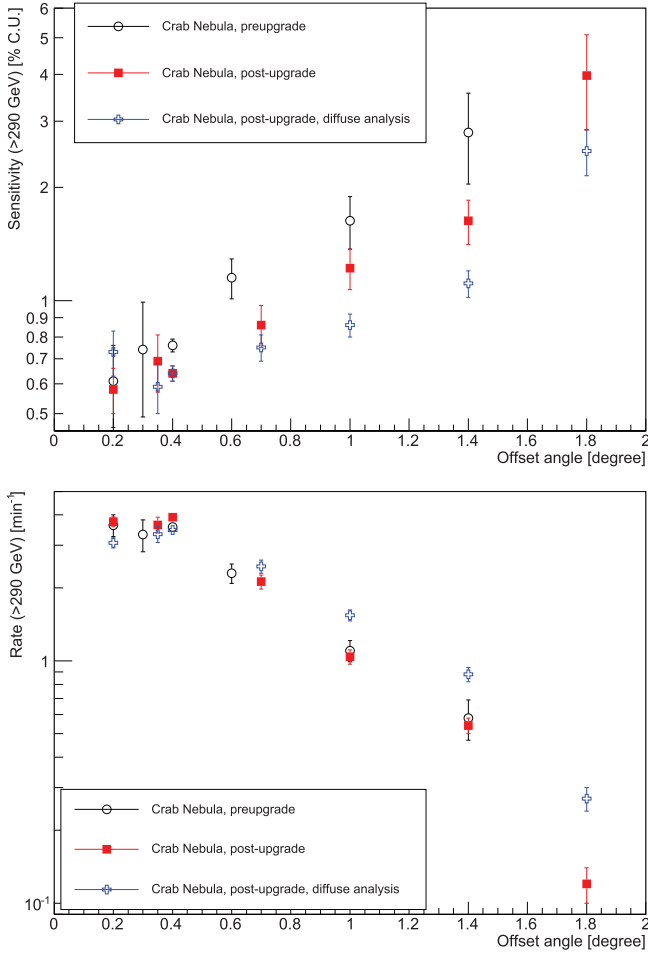 Sensitivity (>290 GeV) [% C.U.]
6
5
4
3
2
1
0.9
0.8
0.7
0.6
0.5
Crab Nebula, preupgrade
Crab Nebula, post-upgrade
Crab Nebula, post-upgrade, diffuse analysis
0 0.2 0.4 0.6 0.8 1 1.2 1.4 1.6 1.8 2
Offset angle [degree]
Rate (>290 GeV) [min⁻¹]
1
10⁻¹
Crab Nebula, preupgrade
Crab Nebula, post-upgrade
Crab Nebula, post-upgrade, diffuse analysis
0 0.2 0.4 0.6 0.8 1 1.2 1.4 1.6 1.8 2
Offset angle [degree]